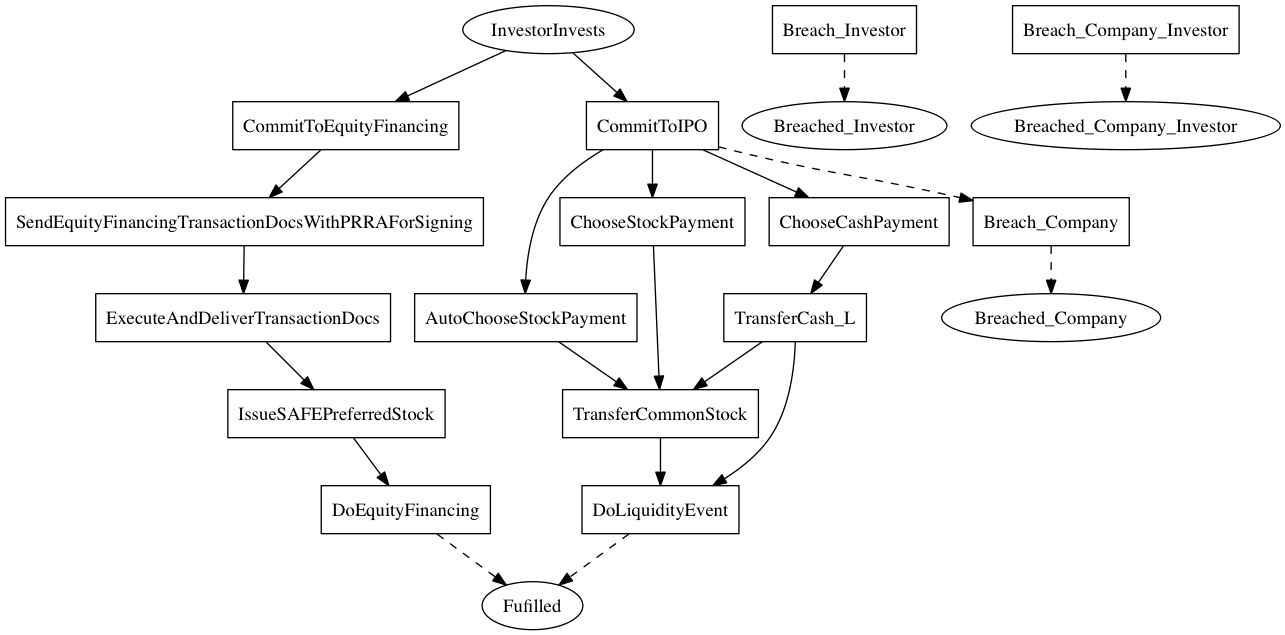 InvestorInvests
Breach_Investor
Breach_Company_Investor
CommitToEquityFinancing
CommitToIPO
Breached_Investor
Breached_Company_Investor
SendEquityFinancingTransactionDocsWithPRRAForSigning
ChooseStockPayment
ChooseCashPayment
Breach_Company
ExecuteAndDeliverTransactionDocs
AutoChooseStockPayment
TransferCash_L
Breached_Company
IssueSAFEPreferredStock
TransferCommonStock
DoEquityFinancing
DoLiquidityEvent
Fufilled